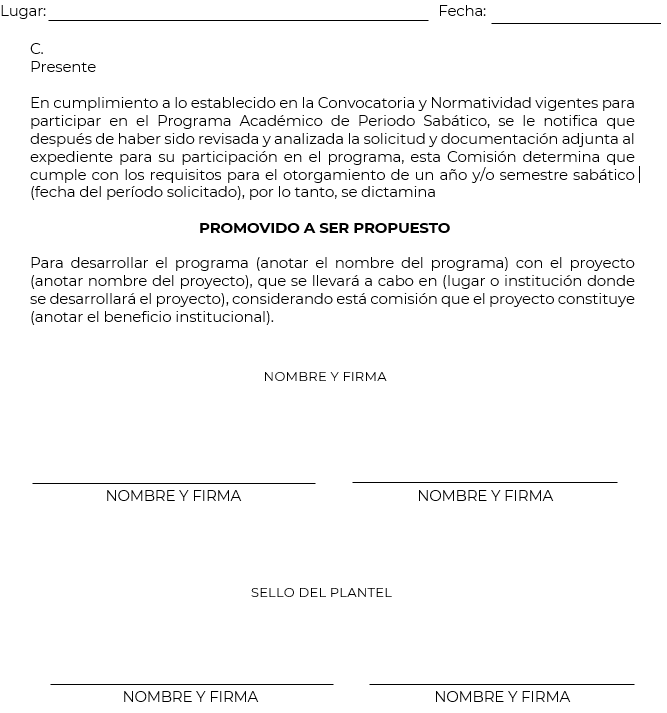 Lugar: Fecha:
C.
Presente
En cumplimiento a lo establecido en la Convocatoria y Normatividad vigentes para
participar en el Programa Académico de Periodo Sabático, se le notifica que
después de haber sido revisada y analizada la solicitud y documentación adjunta al
expediente para su participación en el programa, esta Comisión determina que
cumple con los requisitos para el otorgamiento de un año y/o semestre sabático
(fecha del período solicitado), por lo tanto, se dictamina
PROMOVIDO A SER PROPUESTO
Para desarrollar el programa (anotar el nombre del programa) con el proyecto
(anotar nombre del proyecto), que se llevará a cabo en (lugar o institución donde
se desarrollará el proyecto), considerando está comisión que el proyecto constituye
(anotar el beneficio institucional).
NOMBRE Y FIRMA
NOMBRE Y FIRMA NOMBRE Y FIRMA
SELLO DEL PLANTEL
NOMBRE Y FIRMA NOMBRE Y FIRMA